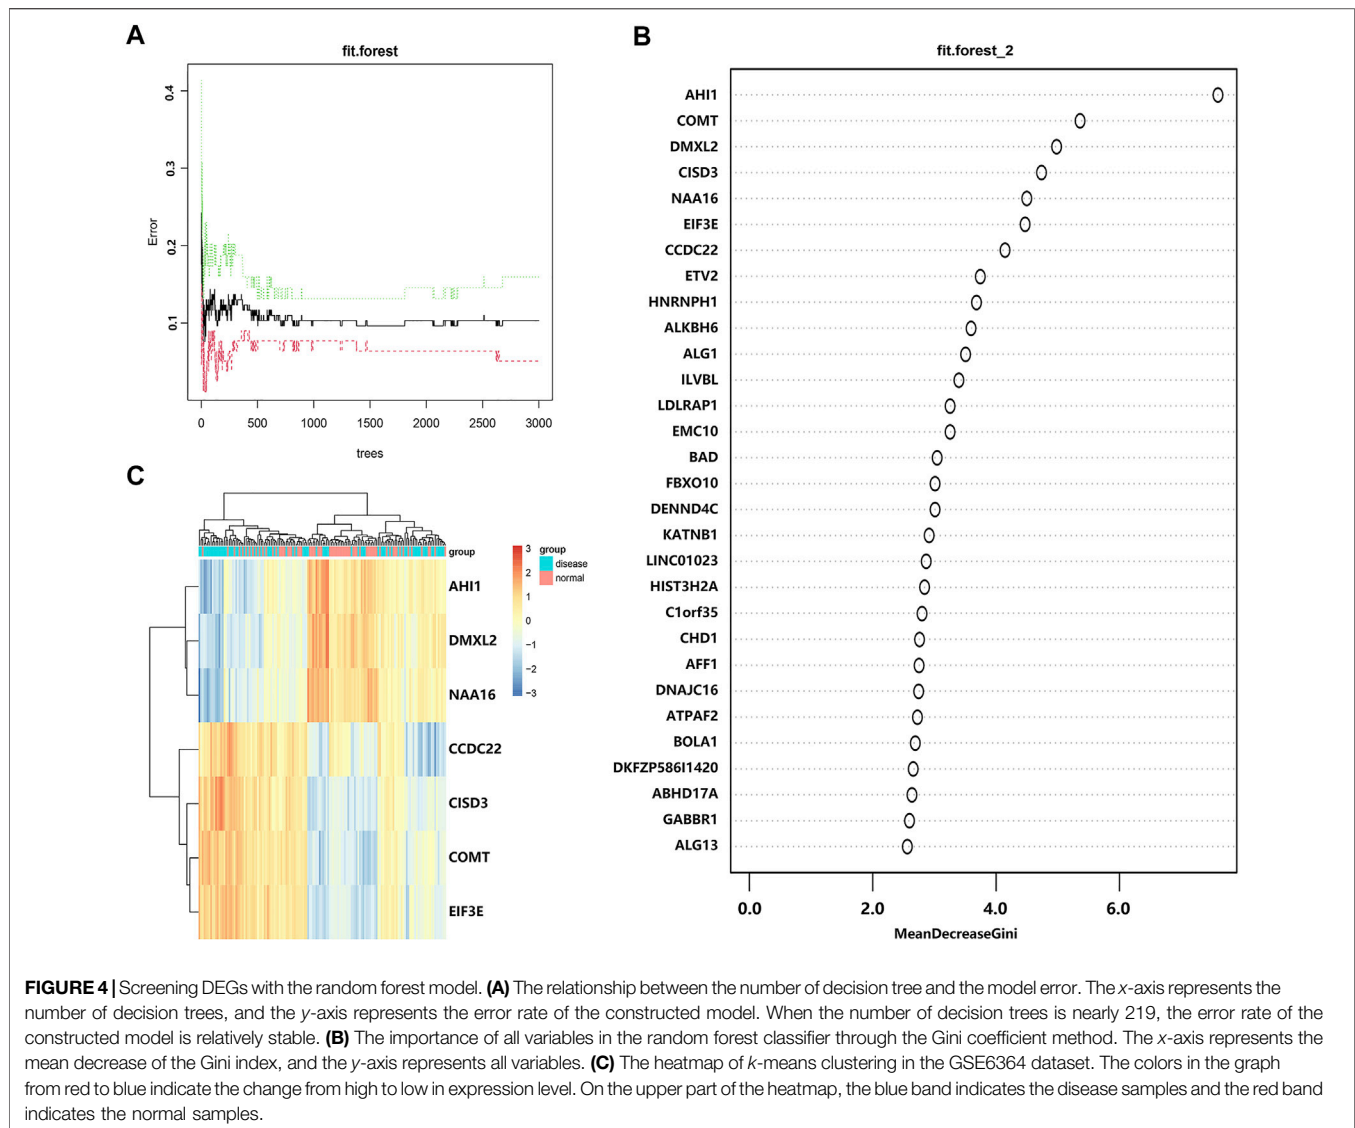 A
fit.forest
Error
0.1
0.2
0.3
0.4
0
500
1000
1500
2000
2500
3000
trees
B
fit.forest_2
AHI1
COMT
DMXL2
CISD3
NAA16
EIF3E
CCDC22
ETV2
HNRNPH1
ALKBH6
ALG1
ILVBL
LDLRAP1
EMC10
BAD
FBXO10
DENND4C
KATNB1
LINC01023
HIST3H2A
C1orf35
CHD1
AFF1
DNAJC16
ATPAF2
BOLA1
DKFZP586I1420
ABHD17A
GABBR1
ALG13
0.0
2.0
4.0
6.0
MeanDecreaseGini
C
group
AHI1
DMXL2
NAA16
CCDC22
CISD3
COMT
EIF3E
3
2
1
0
−1
−2
−3
group
disease
normal
FIGURE 4 | Screening DEGs with the random forest model. (A) The relationship between the number of decision tree and the model error. The x-axis represents the
number of decision trees, and the y-axis represents the error rate of the constructed model. When the number of decision trees is nearly 219, the error rate of the
constructed model is relatively stable. (B) The importance of all variables in the random forest classifier through the Gini coefficient method. The x-axis represents the
mean decrease of the Gini index, and the y-axis represents all variables. (C) The heatmap of k-means clustering in the GSE6364 dataset. The colors in the graph
from red to blue indicate the change from high to low in expression level. On the upper part of the heatmap, the blue band indicates the disease samples and the red band
indicates the normal samples.